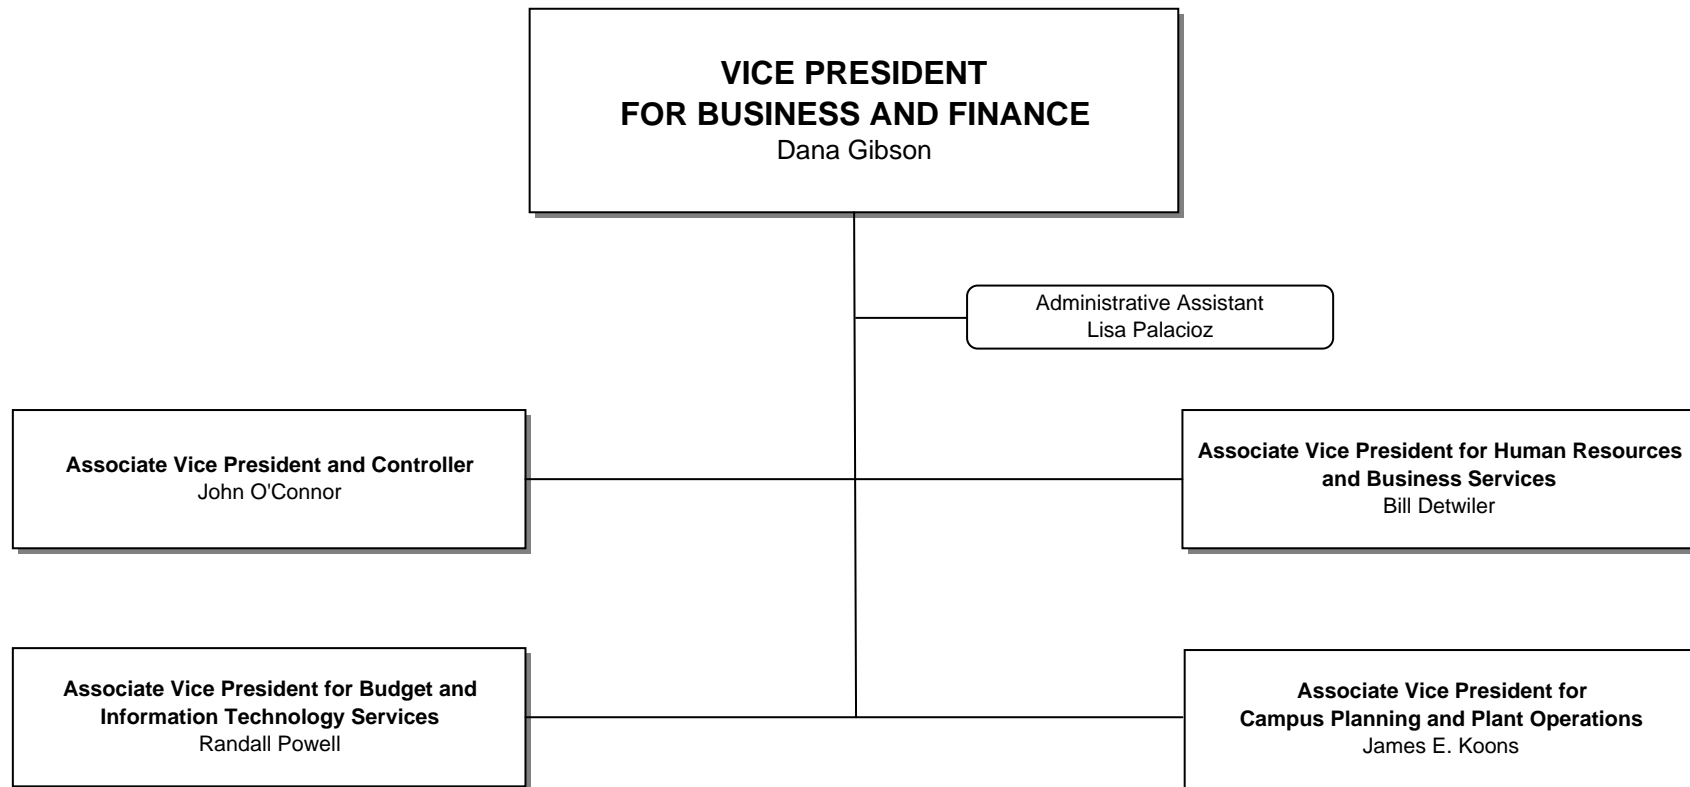 VICE PRESIDENT
FOR BUSINESS AND FINANCE
Dana Gibson
Administrative Assistant
Lisa Palacioz
Associate Vice President and Controller
John O'Connor
Associate Vice President for Human Resources
and Business Services
Bill Detwiler
Associate Vice President for Budget and
Information Technology Services
Randall Powell
Associate Vice President for
Campus Planning and Plant Operations
James E. Koons